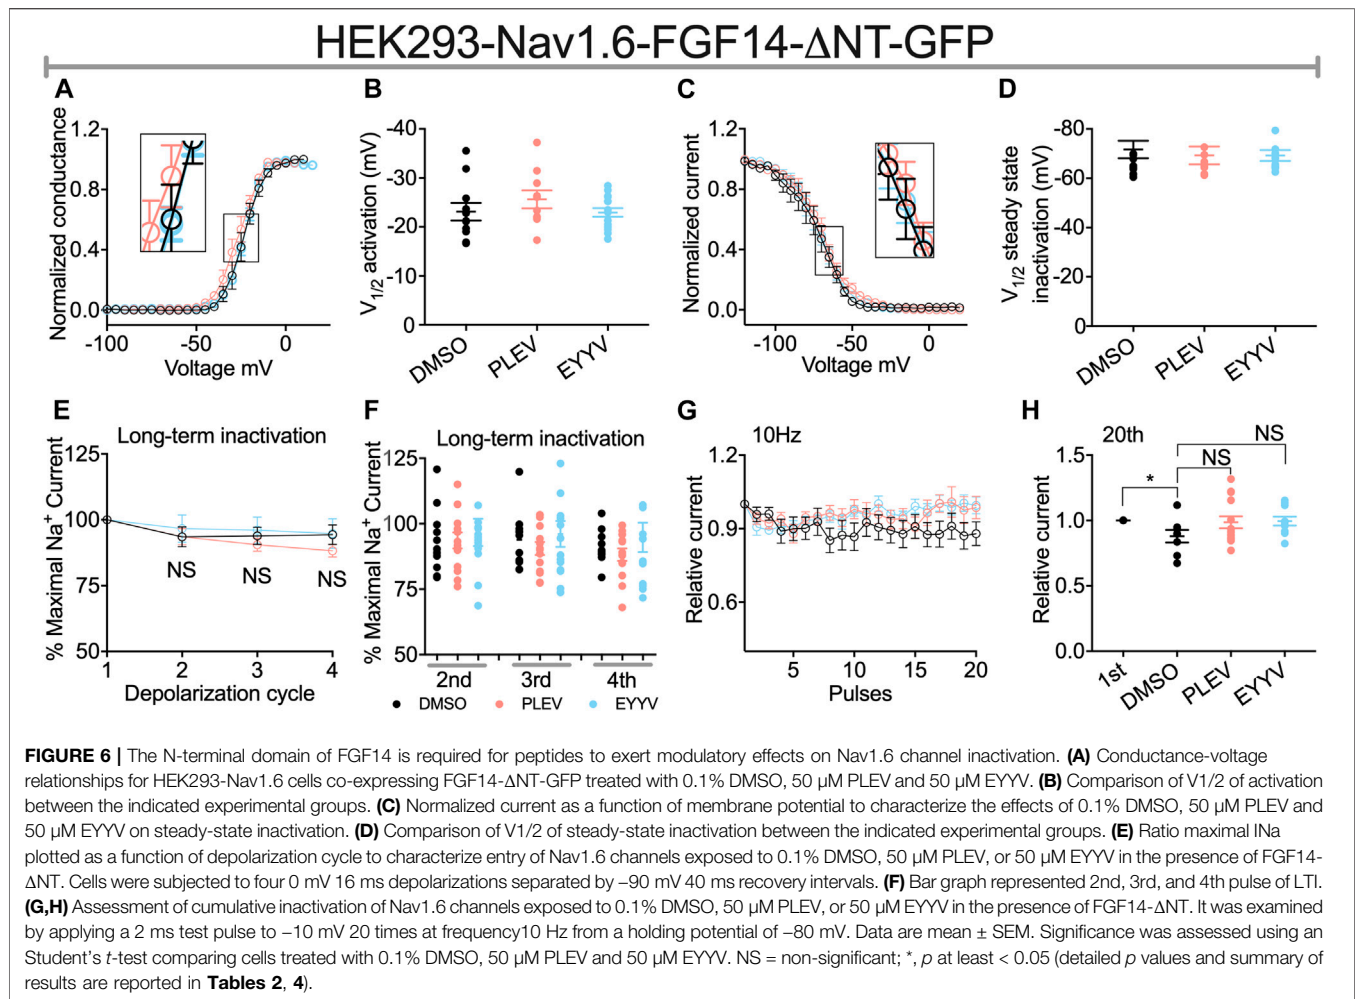 HEK293-Nav1.6-FGF14-ΔNT-GFP
A
Normalized conductance
1.2
0.8
0.4
0.0
-100
-50
0
Voltage mV
B
V1/2 activation (mV)
-40
-30
-20
-10
0
DMSO
PLEV
EYYV
C
Normalized current
1.2
0.8
0.4
0.0
-100
-50
0
Voltage mV
D
V1/2 steady state
inactivation (mV)
-80
-60
-40
-20
0
DMSO
PLEV
EYYV
E
Long-term inactivation
% Maximal Na+ Current
125
100
75
50
NS
NS
NS
1
2
3
4
Depolarization cycle
F
Long-term inactivation
% Maximal Na+ Current
125
100
75
50
2nd
3rd
4th
DMSO
PLEV
EYYV
G
10Hz
Relative current
1.2
0.9
0.6
5
10
15
20
Pulses
H
20th
NS
NS
*
Relative current
1.5
1.0
0.5
0.0
1st
DMSO
PLEV
EYYV
FIGURE 6 | The N-terminal domain of FGF14 is required for peptides to exert modulatory effects on Nav1.6 channel inactivation. (A) Conductance-voltage
relationships for HEK293-Nav1.6 cells co-expressing FGF14-ΔNT-GFP treated with 0.1% DMSO, 50 µM PLEV and 50 µM EYYV. (B) Comparison of V1/2 of activation
between the indicated experimental groups. (C) Normalized current as a function of membrane potential to characterize the effects of 0.1% DMSO, 50 µM PLEV and
50 µM EYYV on steady-state inactivation. (D) Comparison of V1/2 of steady-state inactivation between the indicated experimental groups. (E) Ratio maximal INa
plotted as a function of depolarization cycle to characterize entry of Nav1.6 channels exposed to 0.1% DMSO, 50 µM PLEV, or 50 µM EYYV in the presence of FGF14-
ΔNT. Cells were subjected to four 0 mV 16 ms depolarizations separated by −90 mV 40 ms recovery intervals. (F) Bar graph represented 2nd, 3rd, and 4th pulse of LTI.
(G,H) Assessment of cumulative inactivation of Nav1.6 channels exposed to 0.1% DMSO, 50 µM PLEV, or 50 µM EYYV in the presence of FGF14-ΔNT. It was examined
by applying a 2 ms test pulse to −10 mV 20 times at frequency10 Hz from a holding potential of −80 mV. Data are mean ± SEM. Significance was assessed using an
Student's t-test comparing cells treated with 0.1% DMSO, 50 µM PLEV and 50 µM EYYV. NS = non-significant; *, p at least < 0.05 (detailed p values and summary of
results are reported in Tables 2, 4).